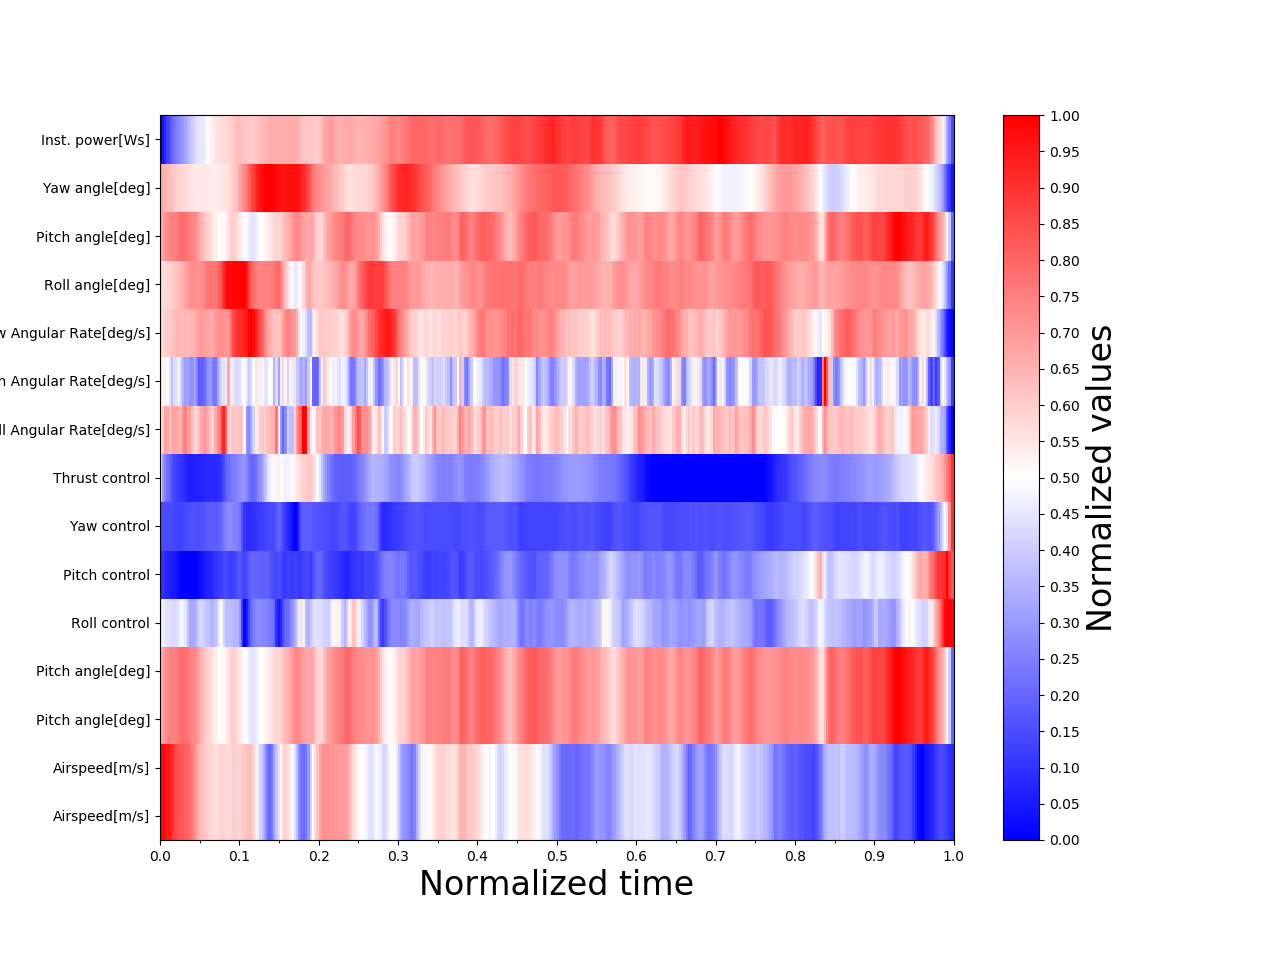 Inst. power[Ws]
Yaw angle[deg]
Pitch angle[deg]
Roll angle[deg]
Angular Rate[deg/s]
Angular Rate[deg/s]
Angular Rate[deg/s]
Thrust control
Yaw control
Pitch control
Roll control
Pitch angle[deg]
Pitch angle[deg]
Airspeed[m/s]
Airspeed[m/s]
0.0 0.1 0.2 0.3 0.4 0.5 0.6 0.7 0.8 0.9 1.0
Normalized time
1.00
0.95
0.90
0.85
0.80
0.75
0.70
0.65
0.60
0.55
0.50
0.45
0.40
0.35
0.30
0.25
0.20
0.15
0.10
0.05
0.00
Normalized values